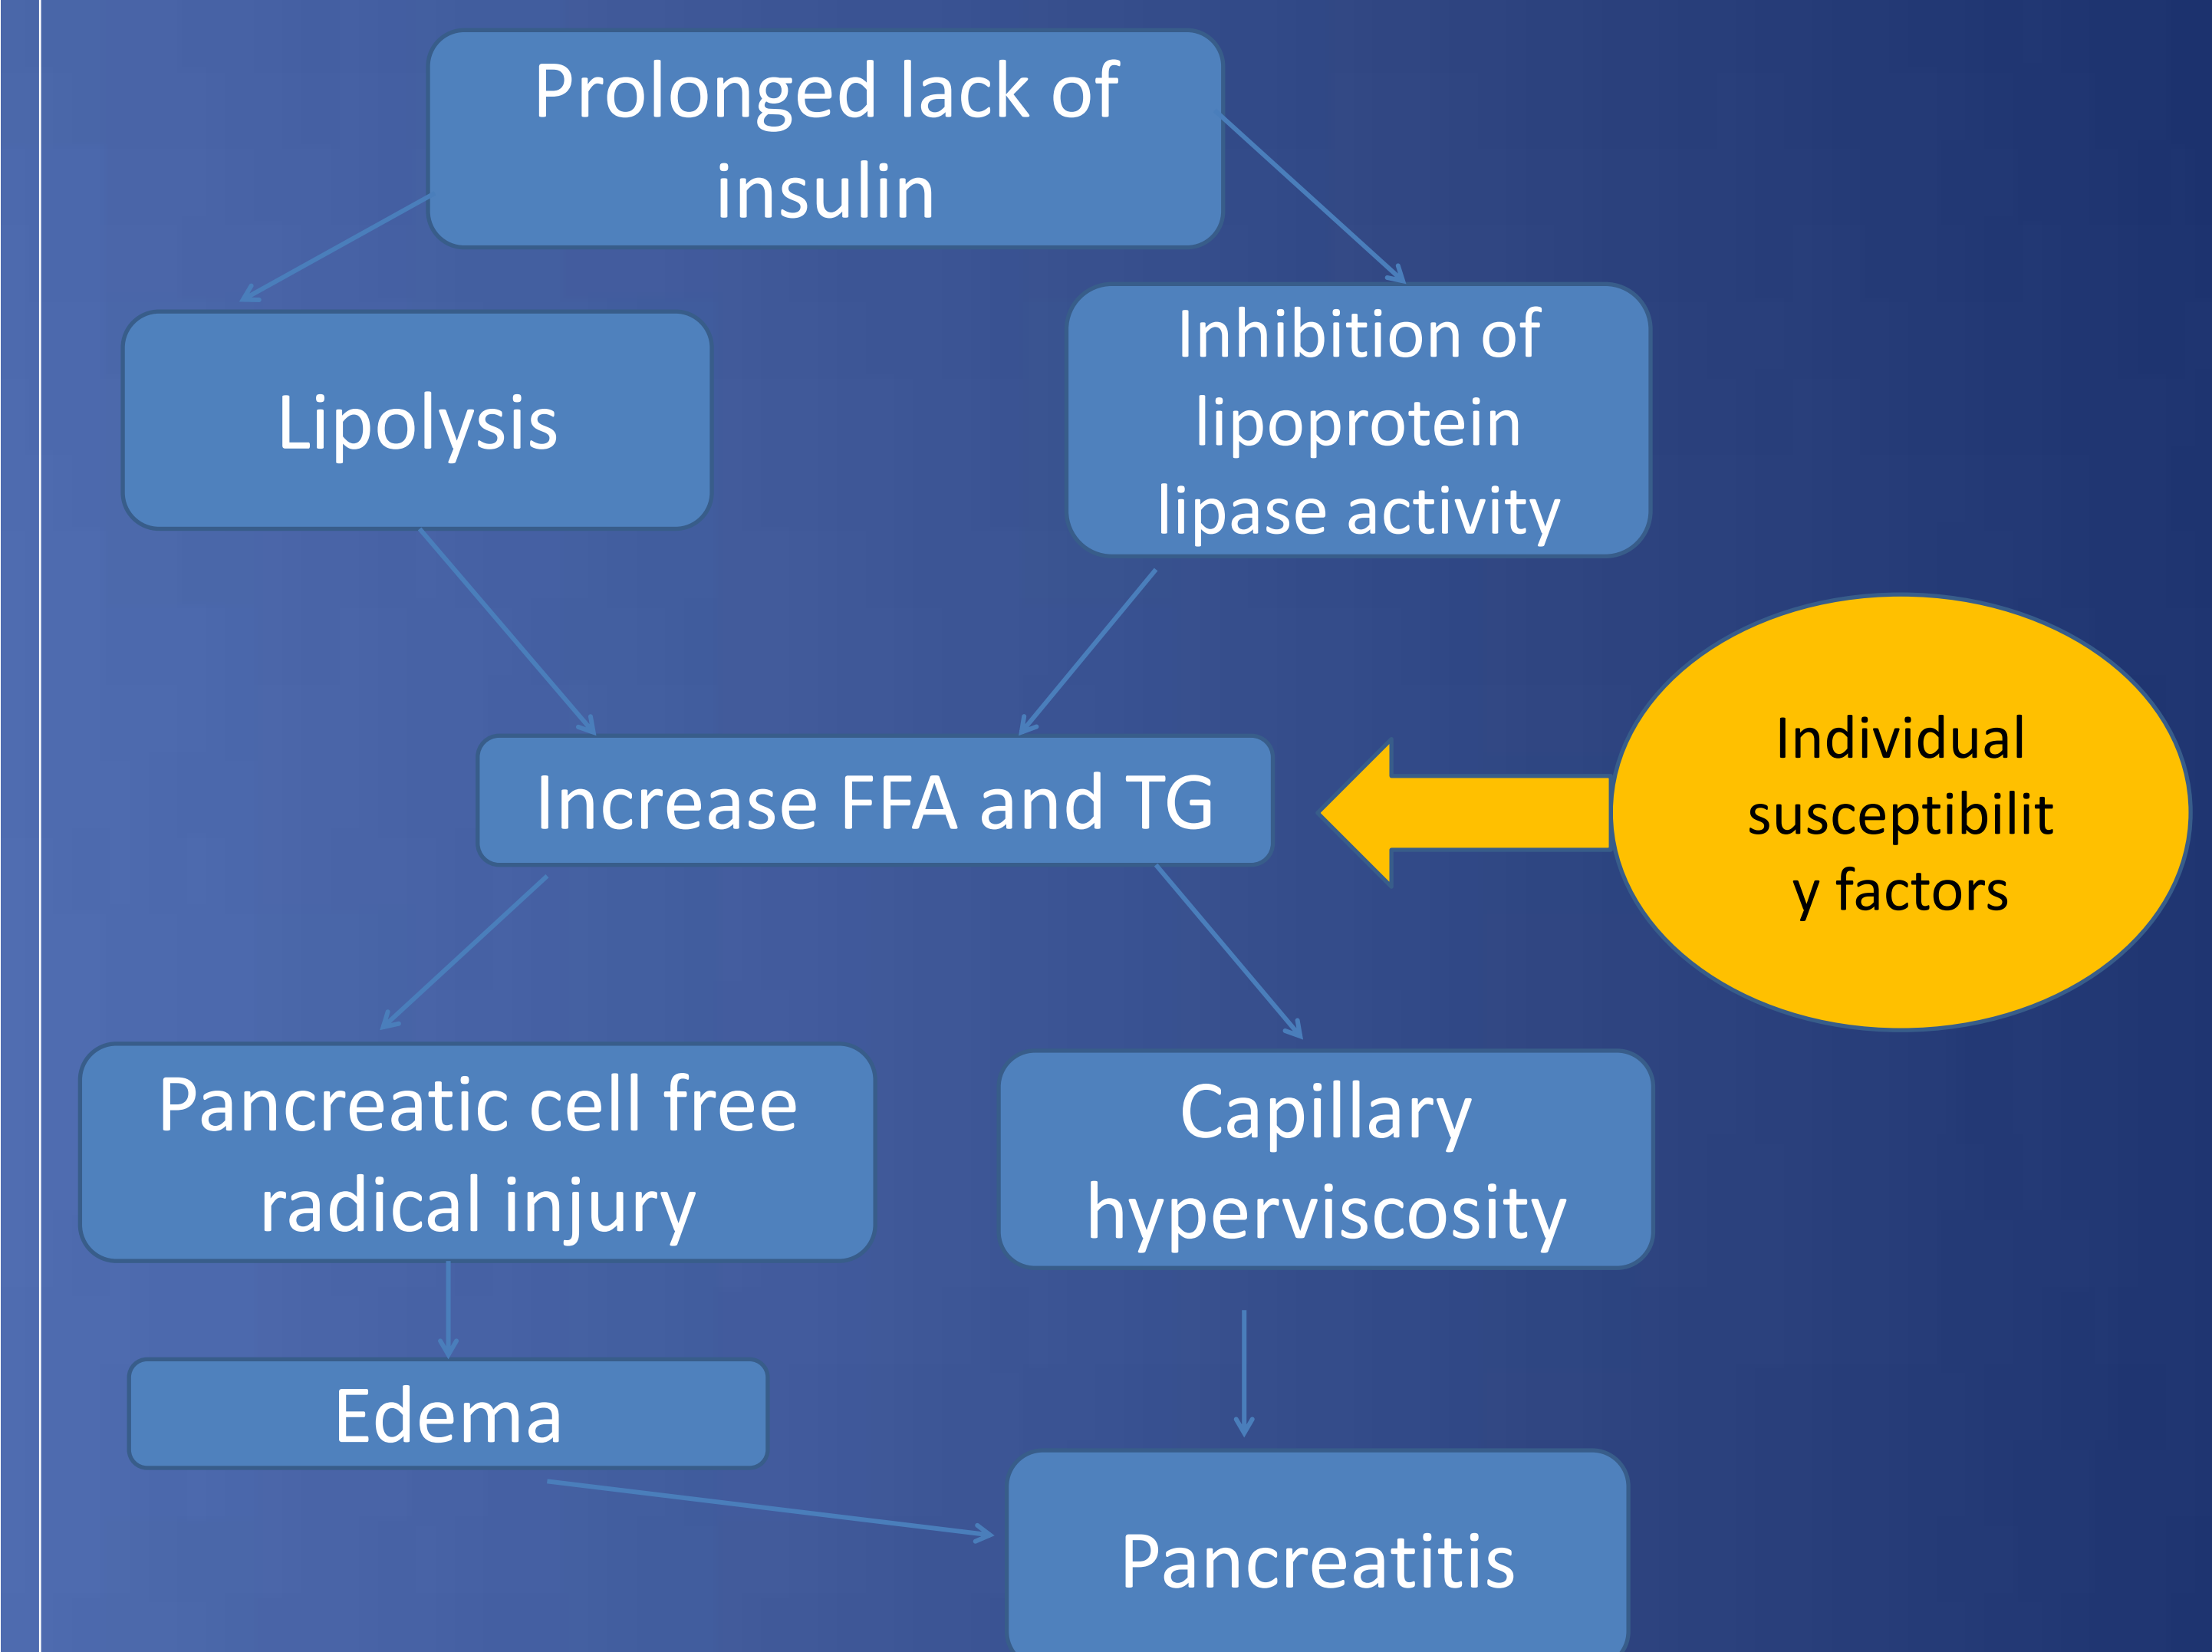 Prolonged lack of
insulin
Lipolysis
Inhibition of
lipoprotein
lipase activity
Increase FFA and TG
Individual
susceptibilit
y factors
Pancreatic cell free
radical injury
Capillary
hyperviscosity
Edema
Pancreatitis